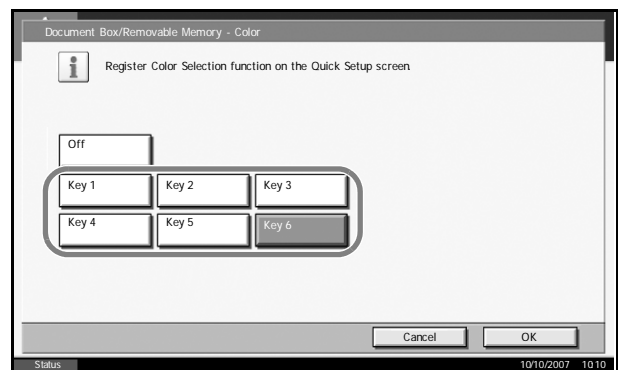 Document Box/Removable Memory - Color
Register Color Selection function on the Quick Setup screen.
Off
Key 1 Key 2 Key 3
Key 4 Key 5 Key 6
Cancel OK
Status 10/10/2007 10:10